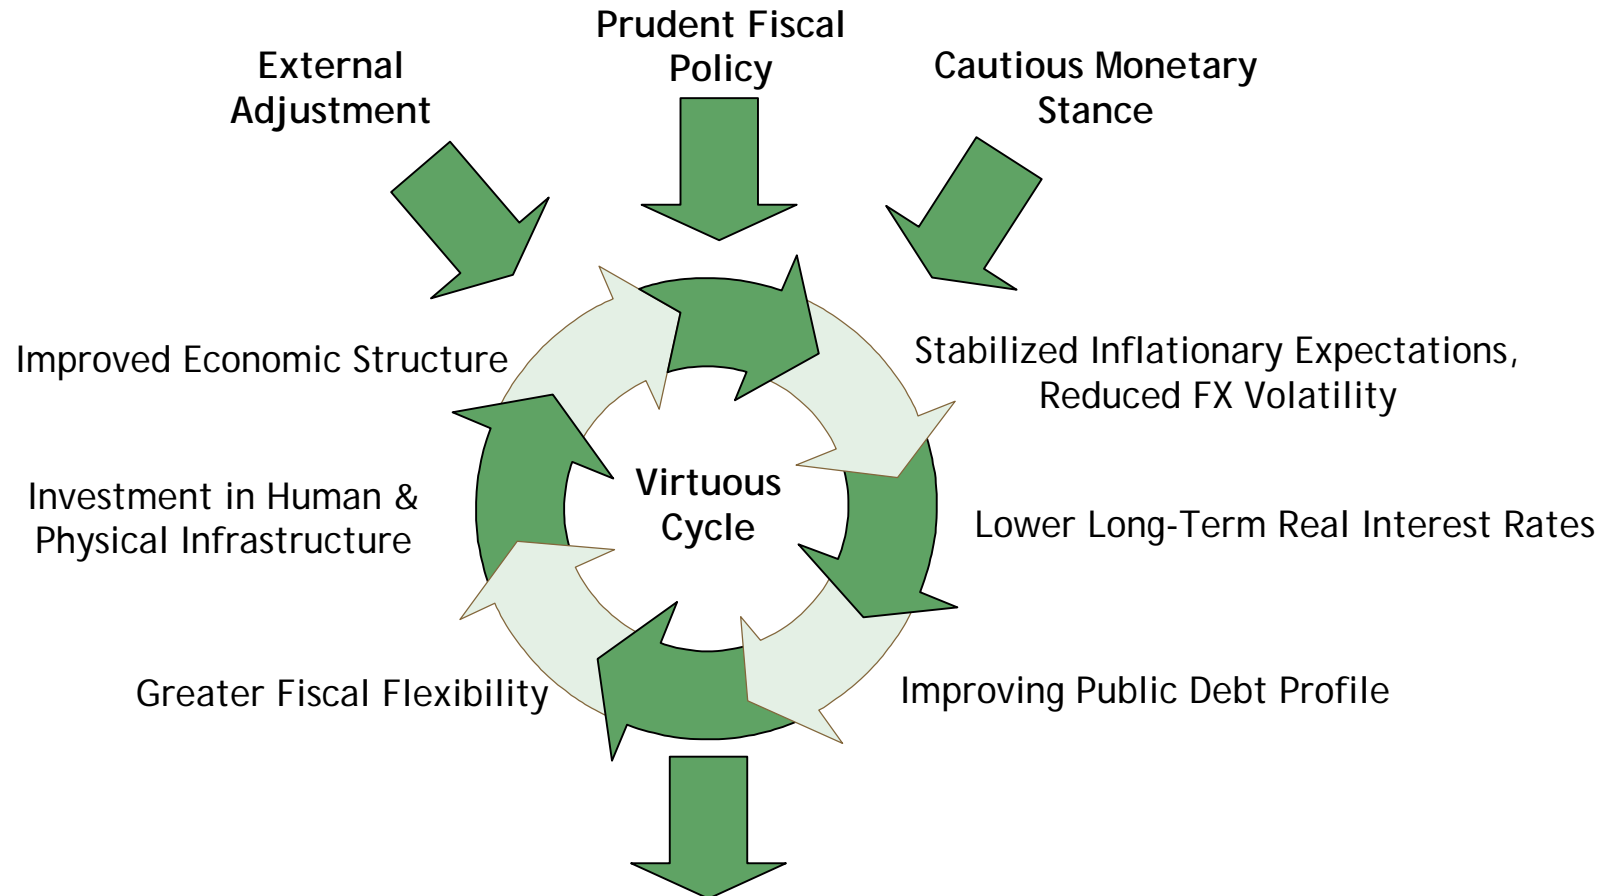 Prudent Fiscal
Policy
External
Adjustment
Cautious Monetary
Stance
Improved Economic Structure
Stabilized Inflationary Expectations,
Reduced FX Volatility
Investment in Human &
Physical Infrastructure
Virtuous
Cycle
Lower Long-Term Real Interest Rates
Greater Fiscal Flexibility
Improving Public Debt Profile